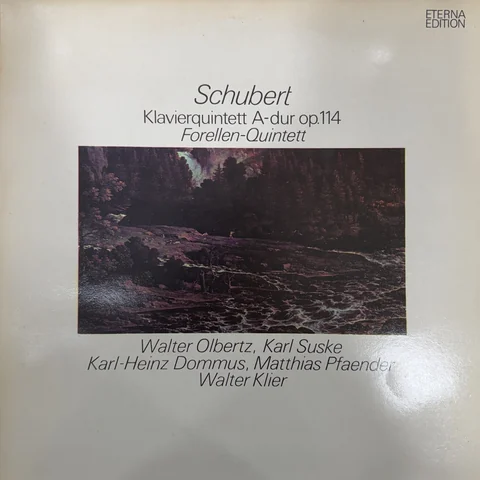 ETERNA
EDITION
Schubert
Klavierquintett A-dur op.114
Forellen-Quintett
Walter Olbertz, Karl Suske
Karl-Heinz Dommus, Matthias Pfaender
Walter Klier